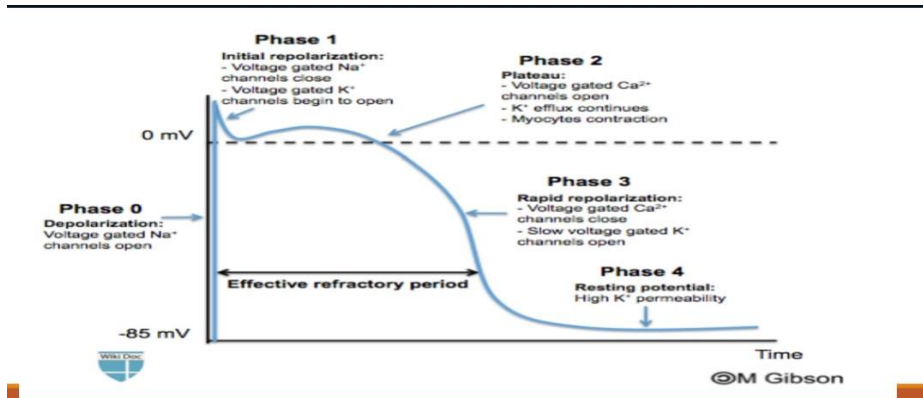 Phase 1
Initial repolarization:
- Voltage gated Na⁺
channels close
- Voltage gated K⁺
channels begin to open
Phase 2
Plateau:
- Voltage gated Ca²⁺
channels open
- K⁺ efflux continues
- Myocytes contraction
0 mV
Phase 3
Rapid repolarization:
- Voltage gated Ca²⁺
channels close
- Slow voltage gated K⁺
channels open
Phase 0
Depolarization:
Voltage gated Na⁺
channels open
Effective refractory period
Phase 4
Resting potential:
High K⁺ permeability
-85 mV
Time
Wiki Doc
©M Gibson